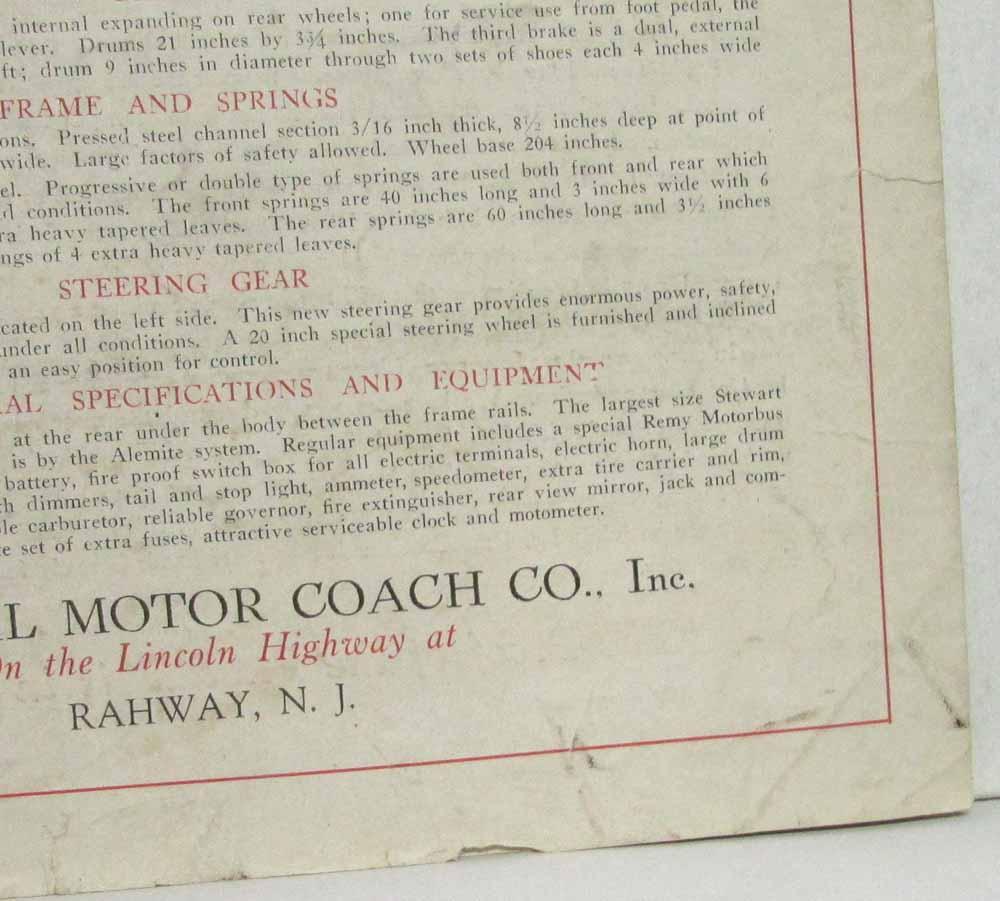 internal expanding on rear wheels; one for service use from foot pedal, the
lever. Drums 21 inches by 3¾ inches. The third brake is a dual, external
ft; drum 9 inches in diameter through two sets of shoes each 4 inches wide
FRAME AND SPRINGS
ons. Pressed steel channel section 3/16 inch thick, 8½ inches deep at point of
wide. Large factors of safety allowed. Wheel base 204 inches.
el. Progressive or double type of springs are used both front and rear which
d conditions. The front springs are 40 inches long and 3 inches wide with 6
ra heavy tapered leaves. The rear springs are 60 inches long and 3½ inches
ngs of 4 extra heavy tapered leaves.
STEERING GEAR
cated on the left side. This new steering gear provides enormous power, safety,
under all conditions. A 20 inch special steering wheel is furnished and inclined
an easy position for control.
AL SPECIFICATIONS AND EQUIPMENT
at the rear under the body between the frame rails. The largest size Stewart
is by the Alemite system. Regular equipment includes a special Remy Motorbus
battery, fire proof switch box for all electric terminals, electric horn, large drum
th dimmers, tail and stop light, ammeter, speedometer, extra tire carrier and rim,
le carburetor, reliable governor, fire extinguisher, rear view mirror, jack and com-
te set of extra fuses, attractive serviceable clock and motometer.
L MOTOR COACH CO., Inc.
On the Lincoln Highway at
RAHWAY, N. J.